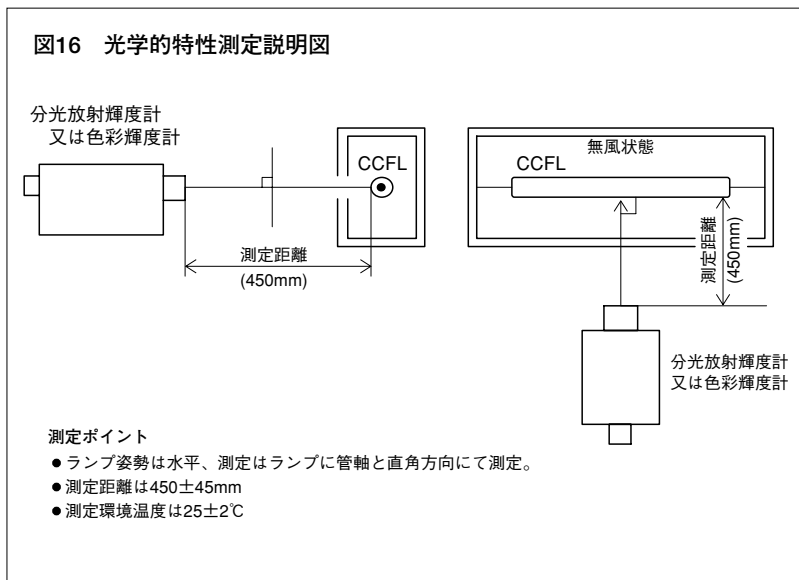 図16　光学的特性測定説明図
分光放射輝度計
又は色彩輝度計
CCFL
測定距離
(450mm)
無風状態
CCFL
測定距離
(450mm)
分光放射輝度計
又は色彩輝度計
測定ポイント
●ランプ姿勢は水平、測定はランプに管軸と直角方向にて測定。
●測定距離は450±45mm
●測定環境温度は25±2℃